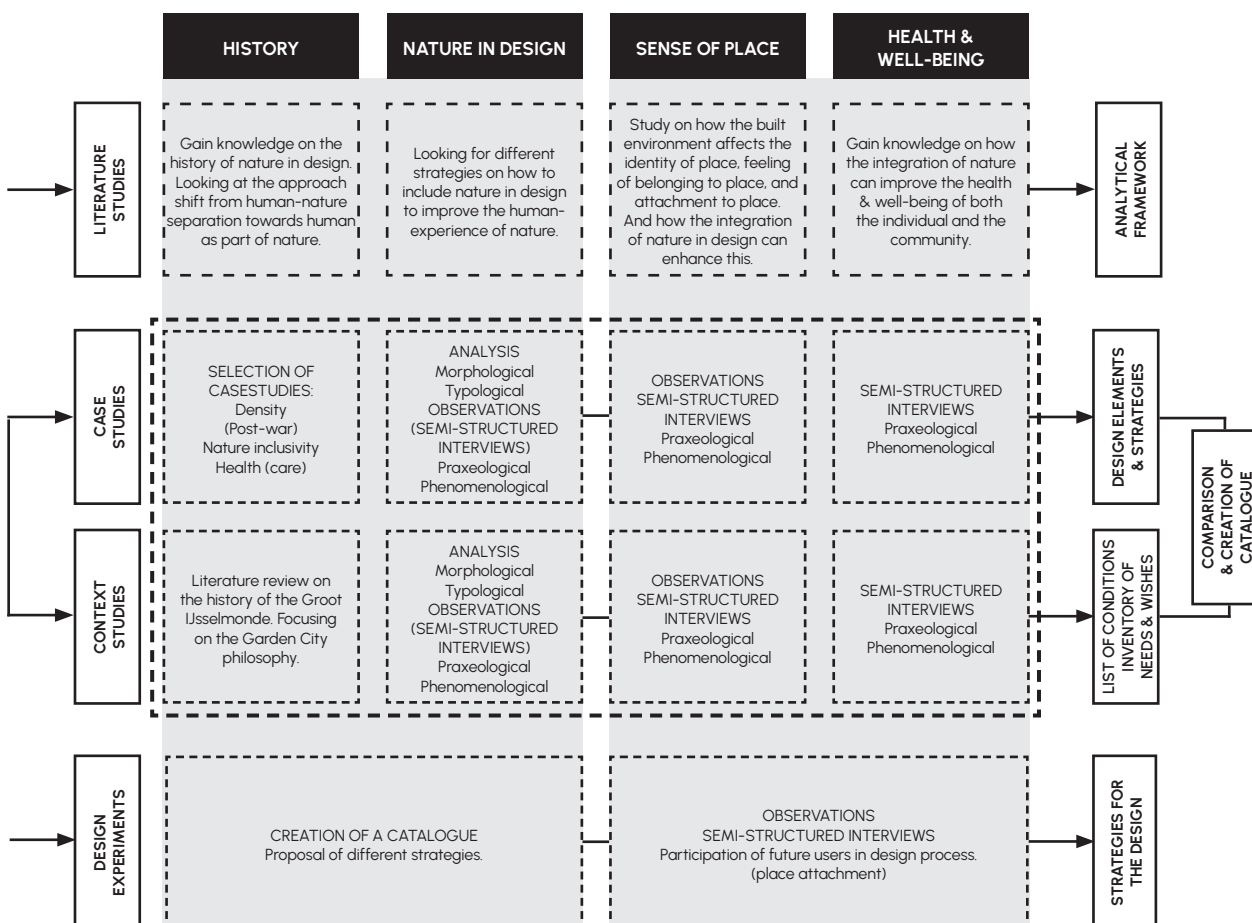 HISTORY
NATURE IN DESIGN
SENSE OF PLACE
HEALTH &
WELL-BEING
LITERATURE
STUDIES
Gain knowledge on the
history of nature in design.
Looking at the approach
shift from human-nature
separation towards human
as part of nature.
Looking for different
strategies on how to
include nature in design
to improve the human-
experience of nature.
Study on how the built
environment affects the
identity of place, feeling
of belonging to place, and
attachment to place.
And how the integration
of nature in design can
enhance this.
Gain knowledge on how
the integration of nature
can improve the health
& well-being of both
the individual and the
community.
ANALYTICAL
FRAMEWORK
CASE
STUDIES
SELECTION OF
CASESTUDIES:
Density
(Post-war)
Nature inclusivity
Health (care)
ANALYSIS
Morphological
Typological
OBSERVATIONS
(SEMI-STRUCTURED
INTERVIEWS)
Praxeological
Phenomenological
OBSERVATIONS
SEMI-STRUCTURED
INTERVIEWS
Praxeological
Phenomenological
SEMI-STRUCTURED
INTERVIEWS
Praxeological
Phenomenological
DESIGN ELEMENTS
& STRATEGIES
CONTEXT
STUDIES
Literature review on
the history of the Groot
IJsselmonde. Focusing
on the Garden City
philosophy.
ANALYSIS
Morphological
Typological
OBSERVATIONS
(SEMI-STRUCTURED
INTERVIEWS)
Praxeological
Phenomenological
OBSERVATIONS
SEMI-STRUCTURED
INTERVIEWS
Praxeological
Phenomenological
SEMI-STRUCTURED
INTERVIEWS
Praxeological
Phenomenological
LIST OF CONDITIONS
INVENTORY OF
NEEDS & WISHES
COMPARISON
& CREATION OF
CATALOGUE
DESIGN
EXPERIMENTS
CREATION OF A CATALOGUE
Proposal of different strategies.
OBSERVATIONS
SEMI-STRUCTURED INTERVIEWS
Participation of future users in design process.
(place attachment)
STRATEGIES FOR
THE DESIGN